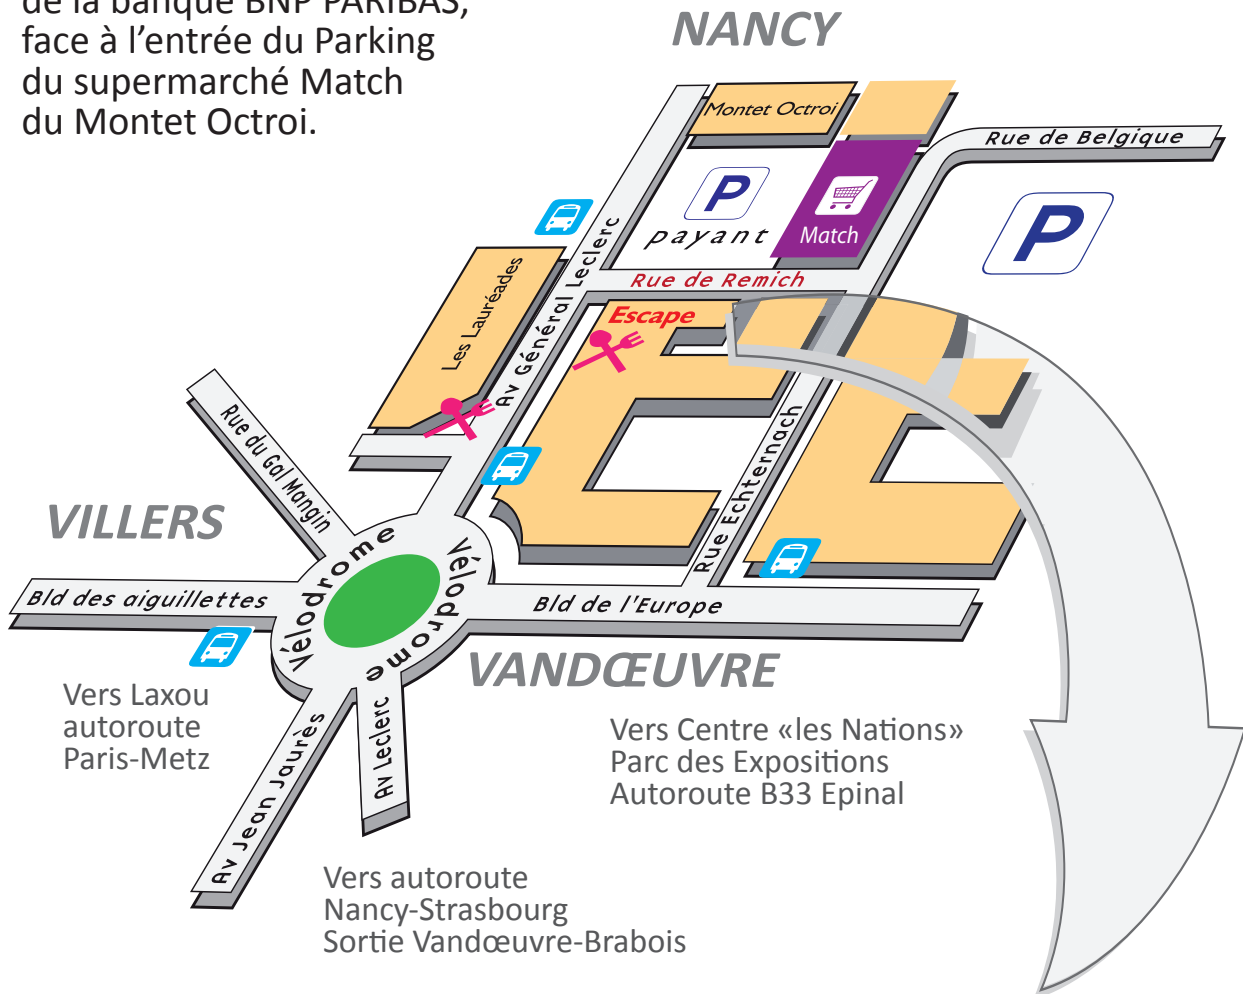 de la banque BNP PARIBAS,
face à l’entrée du Parking
du supermarché Match
du Montet Octroi.
NANCY
Montet Octroi
Rue de Belgique
P
payant
Match
P
Rue de Remich
Escape
Les Lauréades
Av Général Leclerc
Rue du Gal Mangin
Rue Echternach
VILLERS
Vélodrome
Vélodrome
Bld des aiguillettes
Bld de l'Europe
VANDŒUVRE
Vers Laxou
autoroute
Paris-Metz
Av Jean Jaurès
Av Leclerc
Vers Centre «les Nations»
Parc des Expositions
Autoroute B33 Epinal
Vers autoroute
Nancy-Strasbourg
Sortie Vandœuvre-Brabois